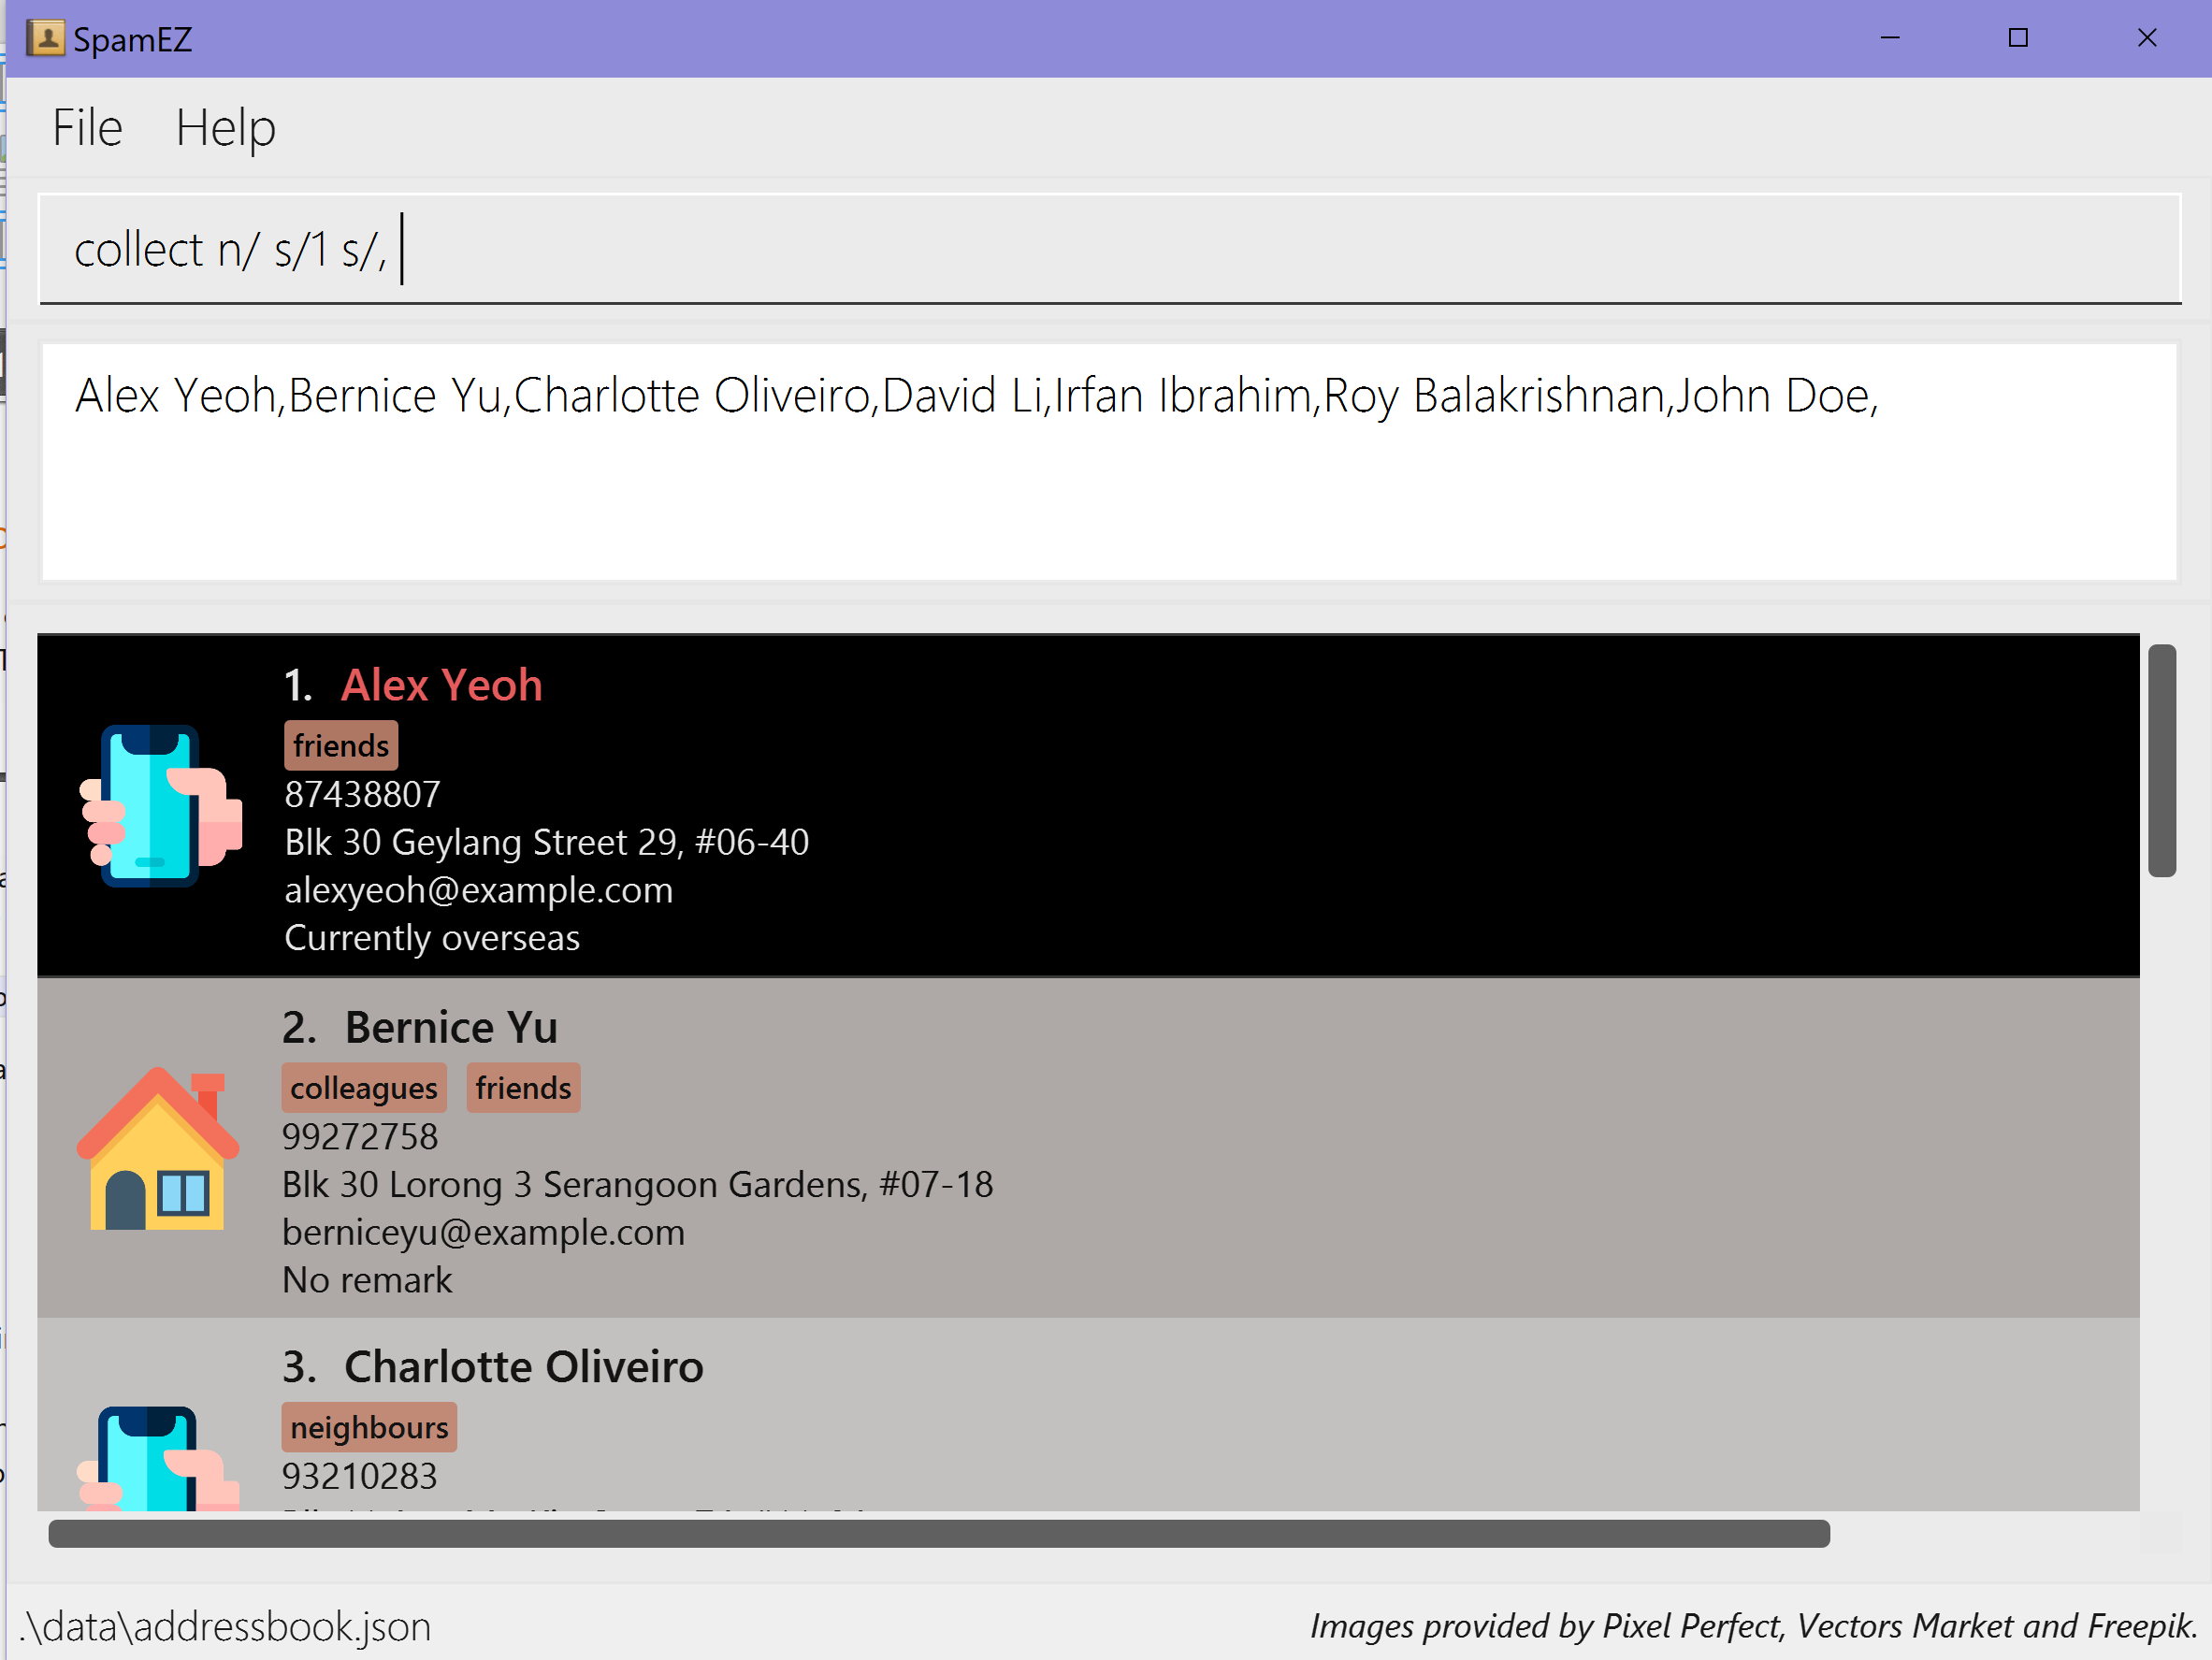 SpamEZ
File Help
collect n/ s/1 s/,
Alex Yeoh,Bernice Yu,Charlotte Oliveiro,David Li,Irfan Ibrahim,Roy Balakrishnan,John Doe,
1. Alex Yeoh
friends
87438807
Blk 30 Geylang Street 29, #06-40
alexyeoh@example.com
Currently overseas
2. Bernice Yu
colleagues friends
99272758
Blk 30 Lorong 3 Serangoon Gardens, #07-18
berniceyu@example.com
No remark
3. Charlotte Oliveiro
neighbours
93210283
.\data\addressbook.json
Images provided by Pixel Perfect, Vectors Market and Freepik.